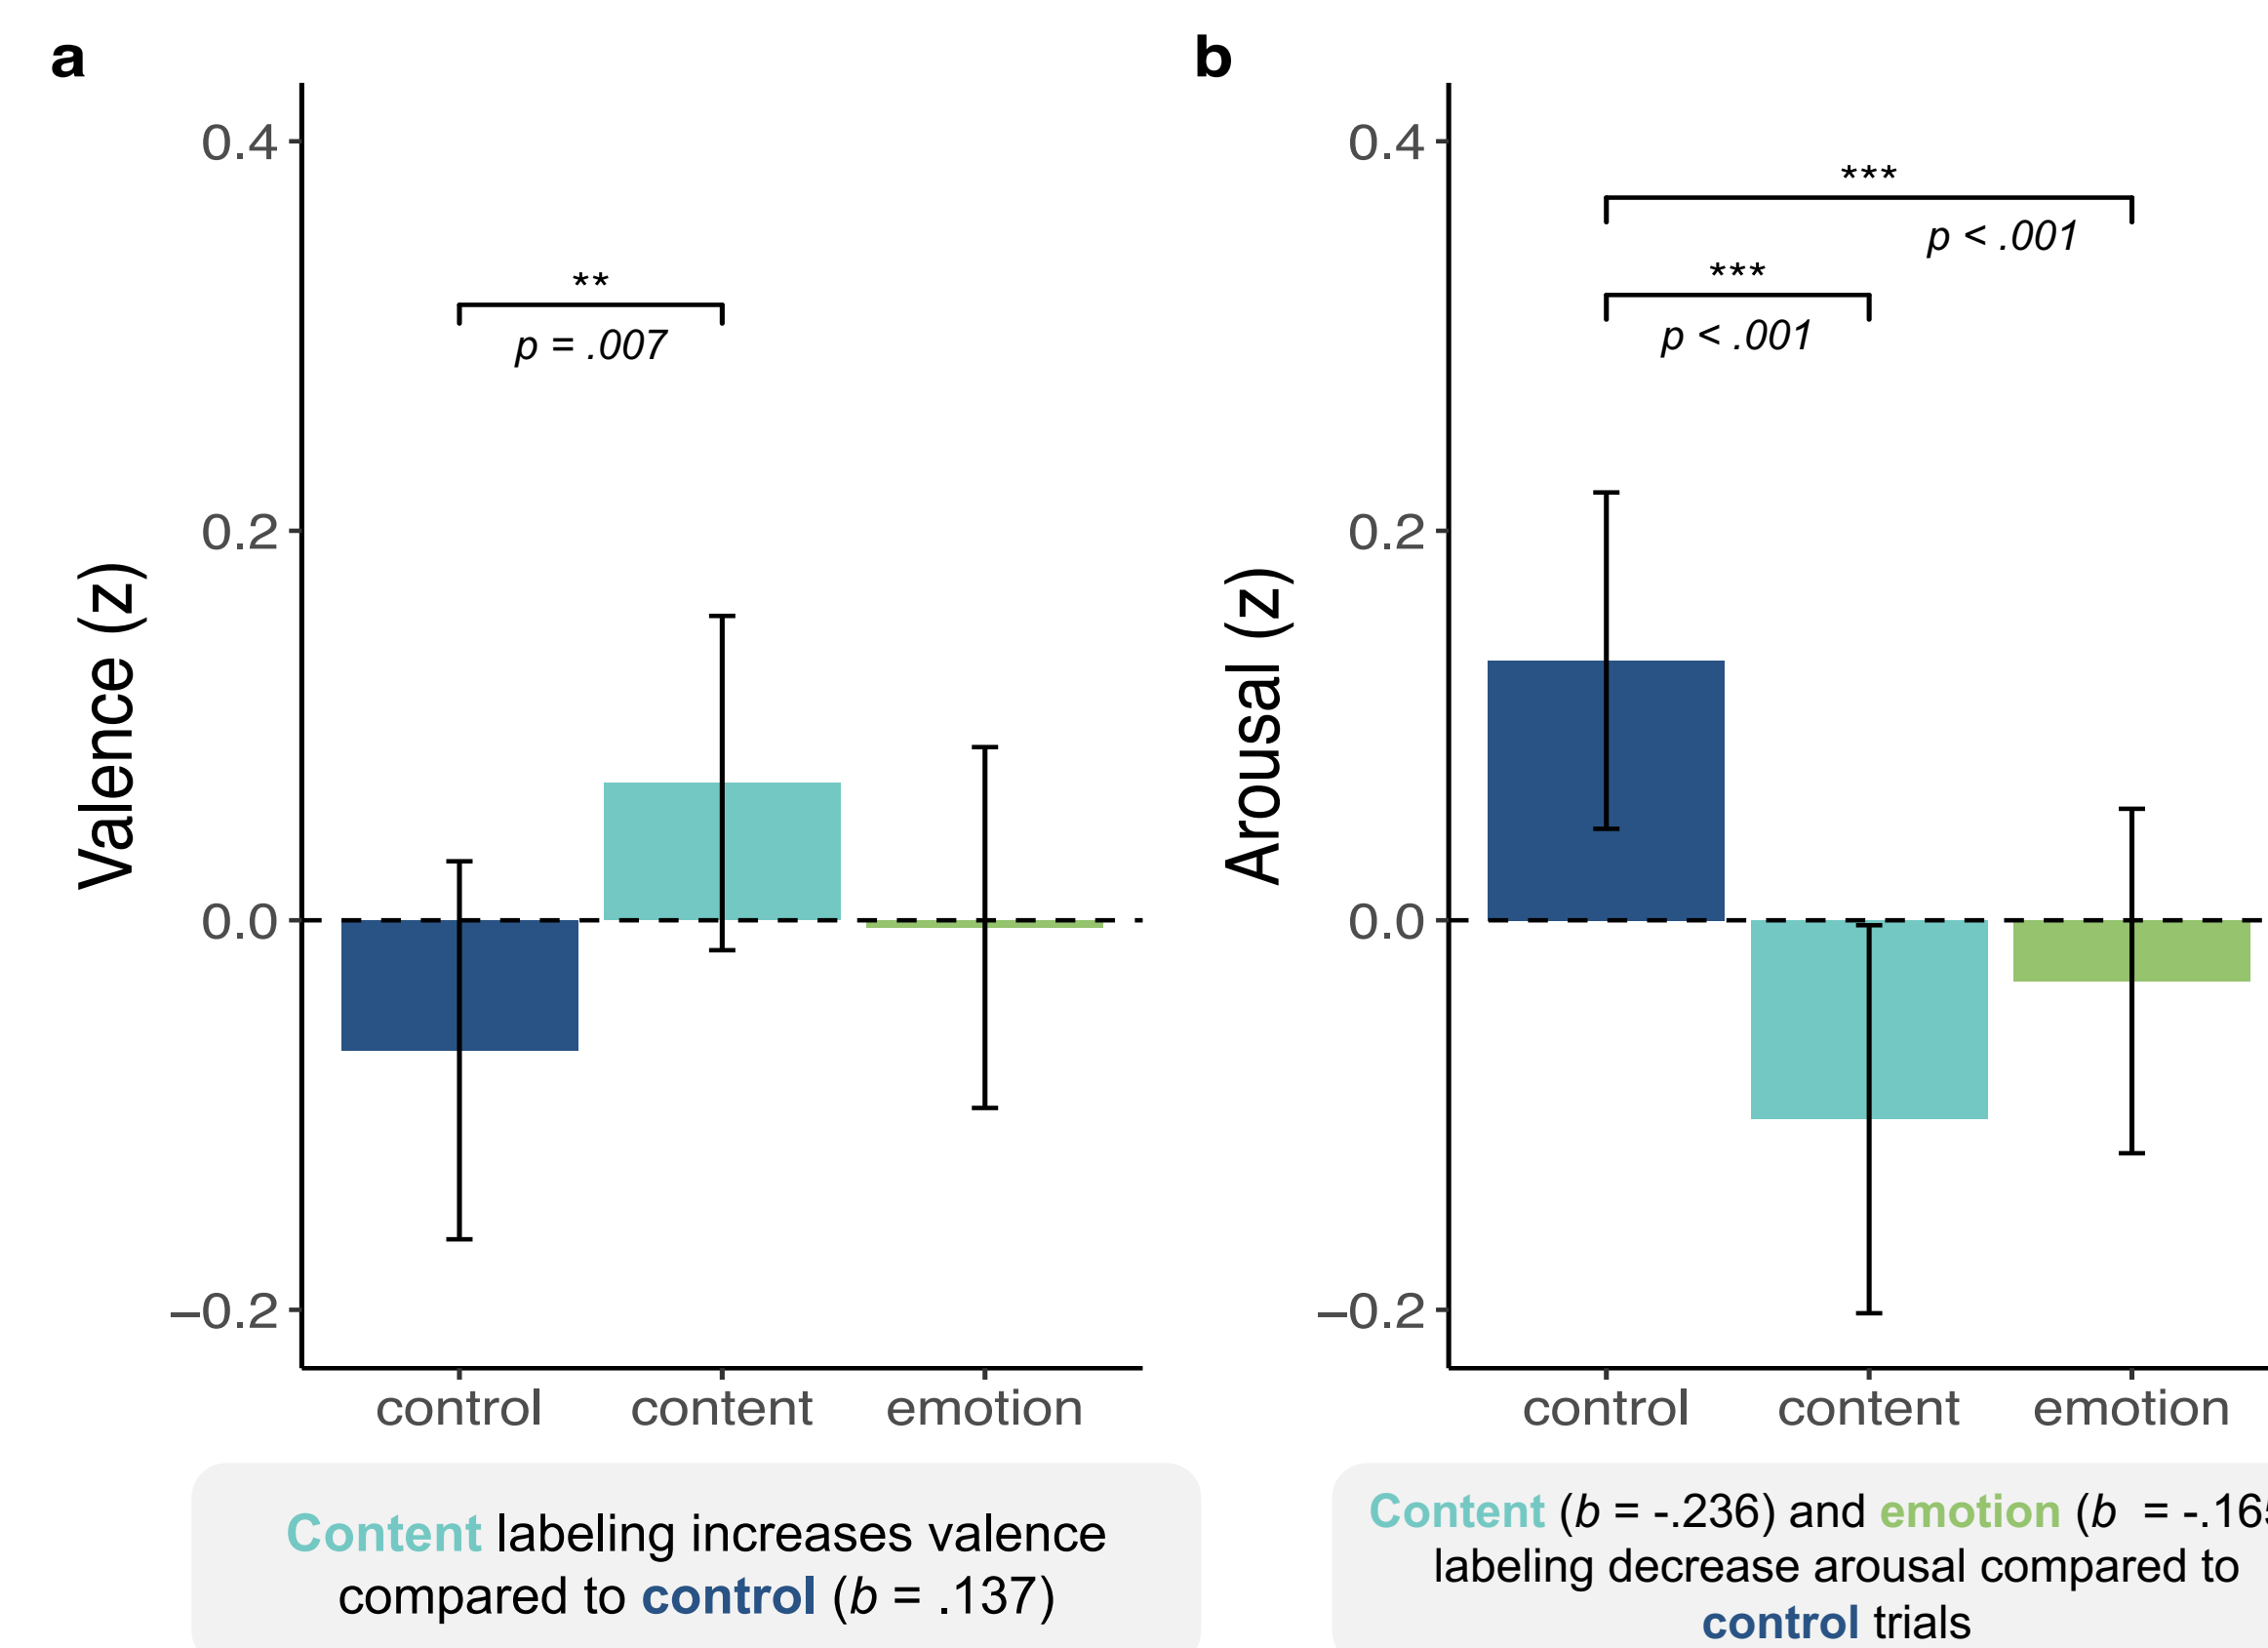 a
0.4
0.2
0.0
−0.2
Valence (z)
**
p = .007
control content emotion
Content labeling increases valence
compared to control (b = .137)
b
0.4
0.2
0.0
−0.2
Arousal (z)
***
p < .001
***
p < .001
control content emotion
Content (b = -.236) and emotion (b = -.165
labeling decrease arousal compared to
control trials